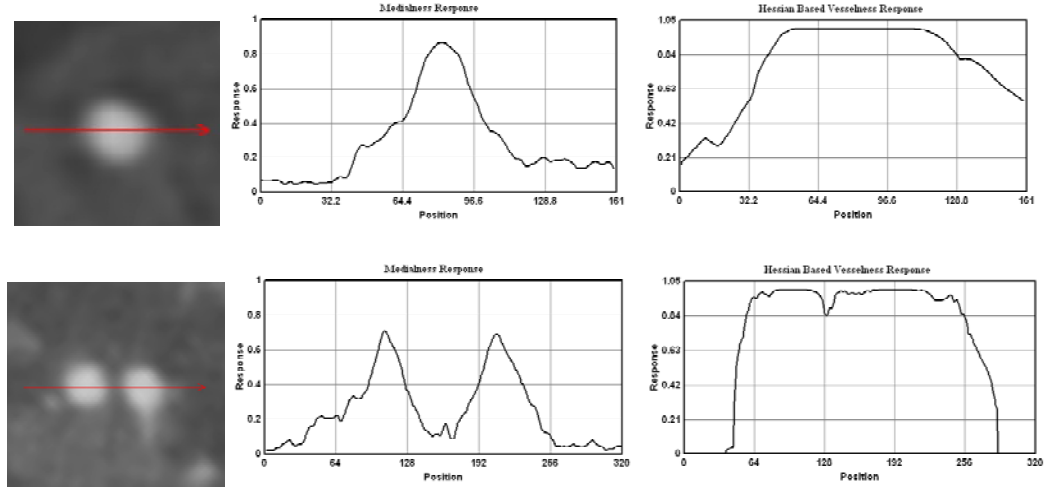 Medialness Response
1
0.8
0.6
0.4
0.2
0
Response
0 32.2 64.4 96.6 128.8 161
Position
Hessian Based Vesselness Response
1.05
0.84
0.63
0.42
0.21
0
Response
0 32.2 64.4 96.6 128.8 161
Position
Medialness Response
1
0.8
0.6
0.4
0.2
0
Response
0 64 128 192 256 320
Position
Hessian Based Vesselness Response
1.05
0.84
0.63
0.42
0.21
0
Response
0 64 128 192 256 320
Position